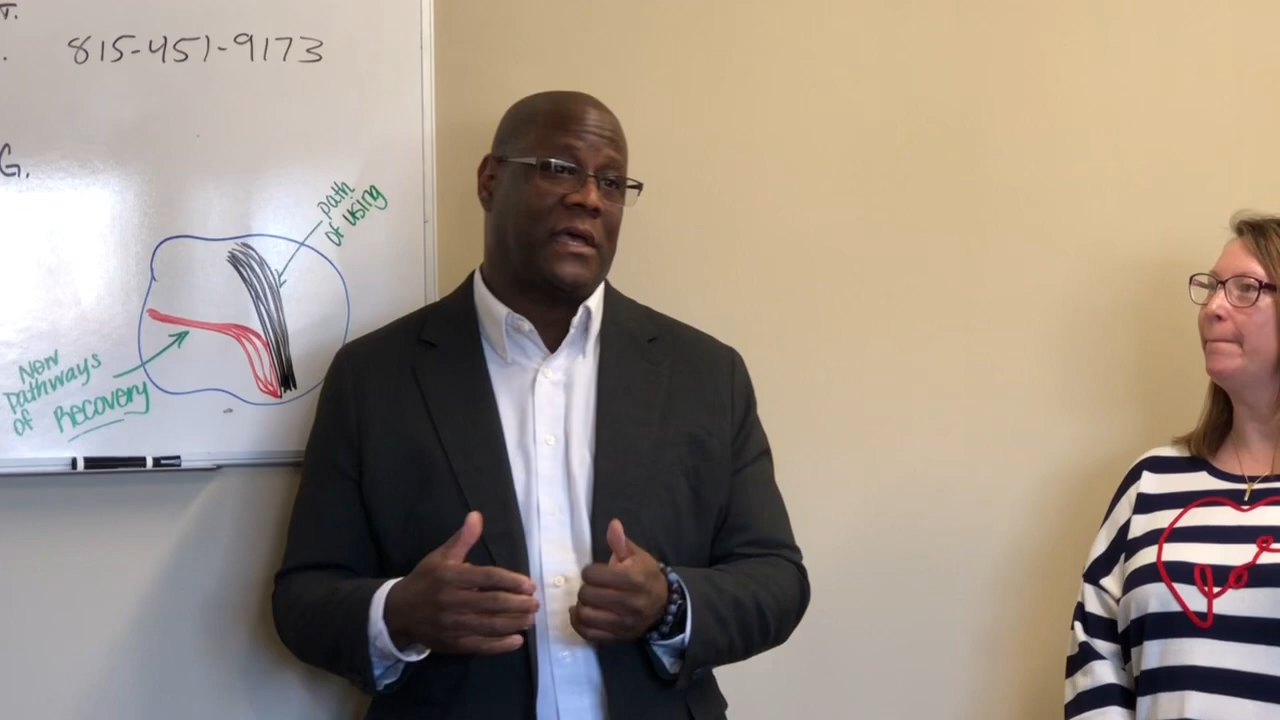 T.
. 815-451-9173
G.
path
of using
New
pathways
of Recovery